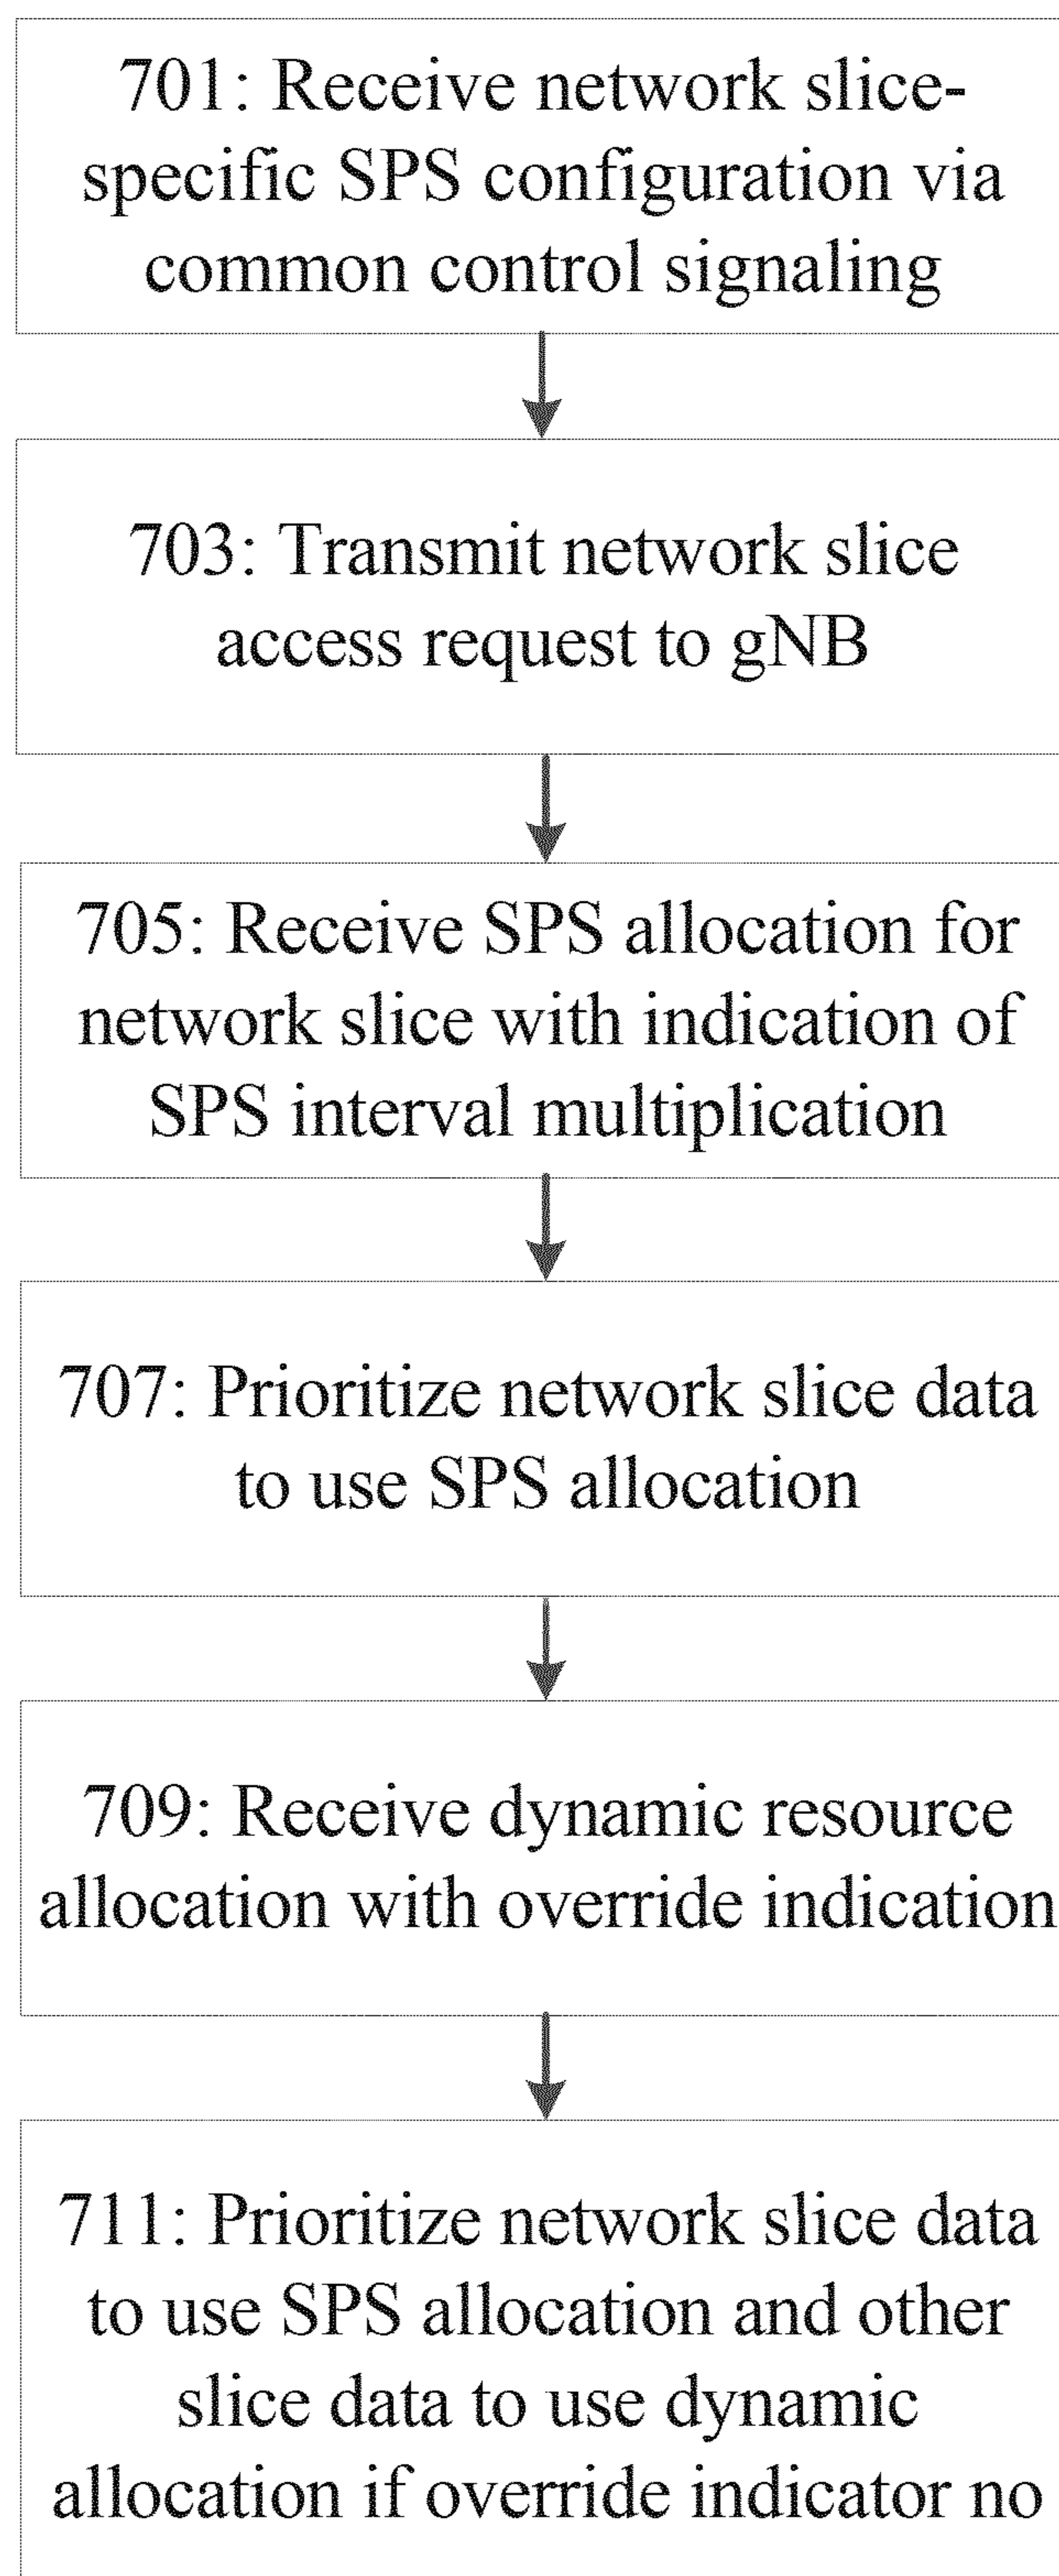 701: Receive network slice-
specific SPS configuration via
common control signaling
703: Transmit network slice
access request to gNB
705: Receive SPS allocation for
network slice with indication of
SPS interval multiplication
707: Prioritize network slice data
to use SPS allocation
709: Receive dynamic resource
allocation with override indication
711: Prioritize network slice data
to use SPS allocation and other
slice data to use dynamic
allocation if override indicator no